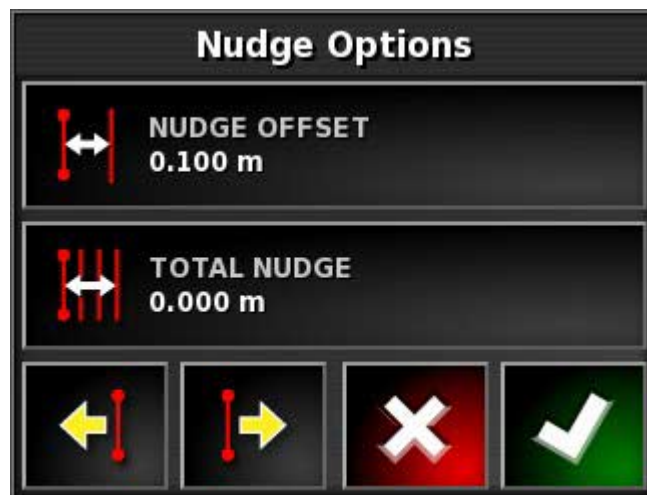 Nudge Options
NUDGE OFFSET
0.100 m
TOTAL NUDGE
0.000 m